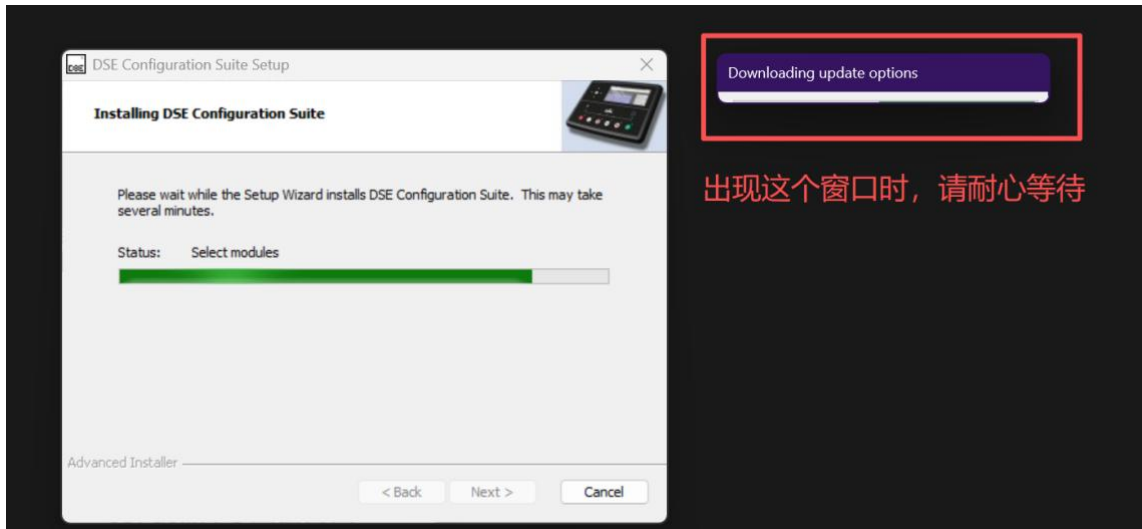 DSE
DSE Configuration Suite Setup
Installing DSE Configuration Suite
Please wait while the Setup Wizard installs DSE Configuration Suite. This may take
several minutes.
Status: Select modules
Advanced Installer
< Back
Next >
Cancel
Downloading update options
出现这个窗口时，请耐心等待